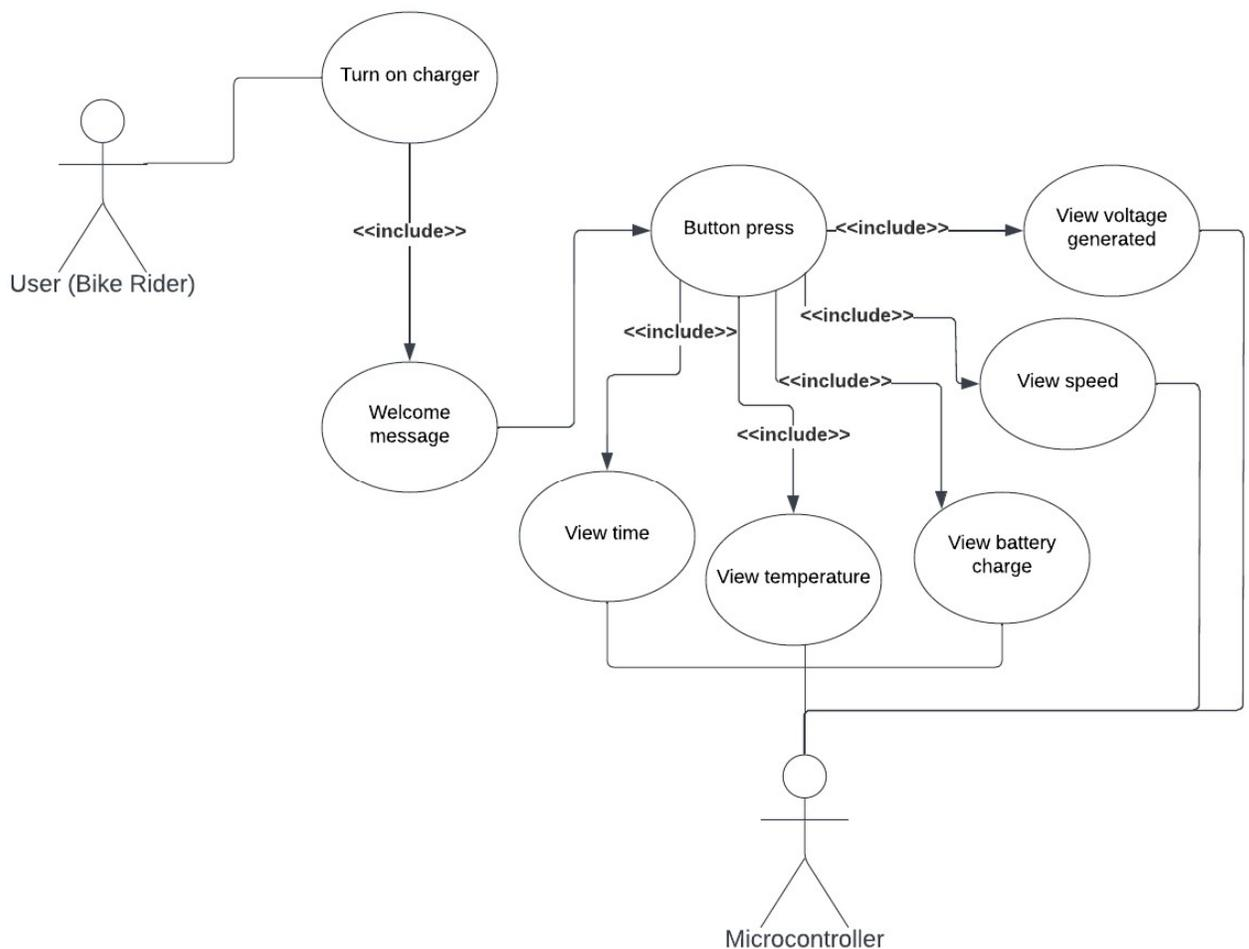 Turn on charger
User (Bike Rider)
<<include>>
Welcome
message
Button press
<<include>>
View voltage
generated
<<include>>
<<include>>
View speed
<<include>>
<<include>>
View time
View temperature
View battery
charge
Microcontroller